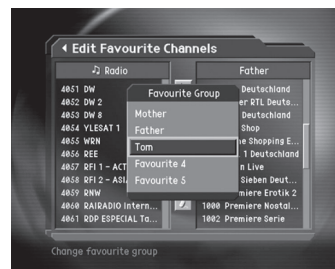 Edit Favourite Channels
Radio
Father
4051 DW
4052 DW 2
4053 DW 8
4054 YLESAT 1
4055 WRN
4056 REE
4057 RFI 1 - ACT
4058 RFI 2 - ASI
4059 RNW
4060 RAIRADIO Intern...
4061 RDP ESPECIAL Ta...
Favourite Group
Mother
Father
Tom
Favourite 4
Favourite 5
Deutschland
er RTL Deuts...
Deutschland
Shop
e Shopping E...
1 Deutschland
n Live
Sieben Deut...
miere Erotik 2
1000 Premiere Nostal...
1002 Premiere Serie
Change favourite group